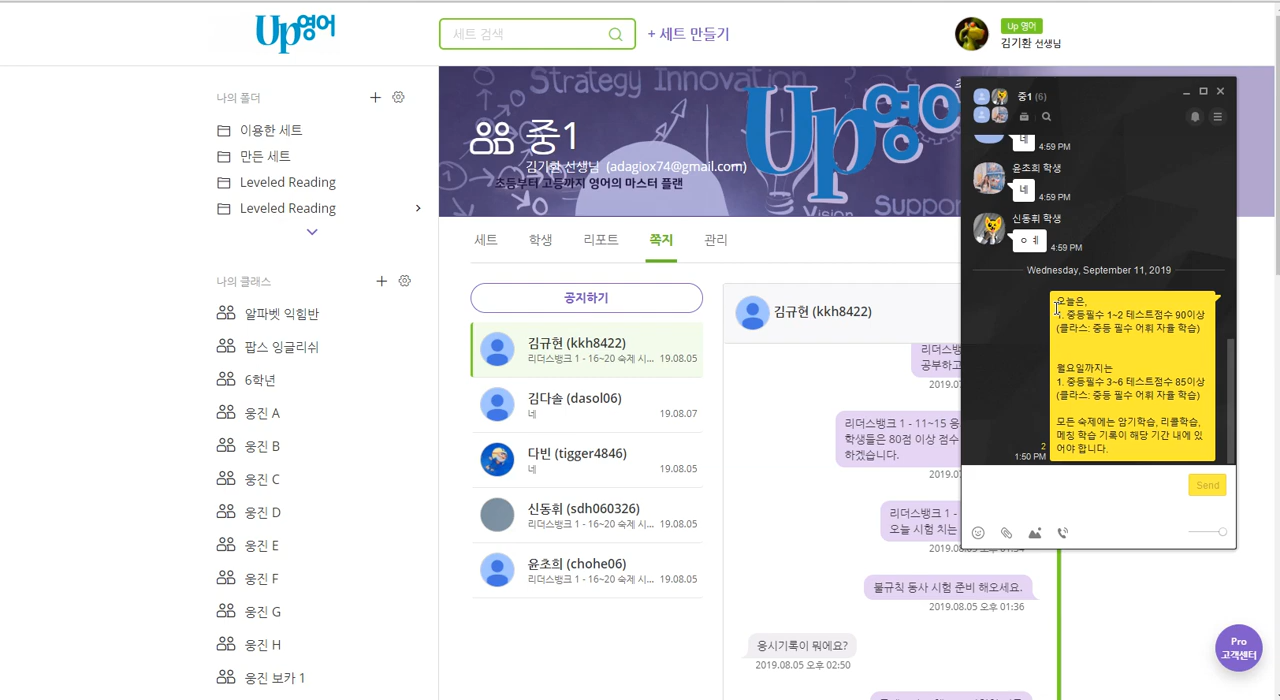 Up영어
세트 검색
+ 세트 만들기
Up 영어
김기환 선생님
나의 폴더
이용한 세트
만든 세트
Leveled Reading
Leveled Reading
나의 클래스
알파벳 익힘반
팝스 잉글리쉬
6학년
웅진 A
웅진 B
웅진 C
웅진 D
웅진 E
웅진 F
웅진 G
웅진 H
웅진 보카 1
Strategy Innovation
Up영어
중1
김기환 선생님 (adagiox74@gmail.com)
초등부터 고등까지 영어의 마스터 플랜
Vision
Support
세트
학생
리포트
쪽지
관리
공지하기
김규현 (kkh8422)
리더스뱅크 1 - 16~20 숙제 시... 19.08.05
김다솔 (dasol06)
네 19.08.07
다빈 (tigger4846)
네 19.08.05
신동휘 (sdh060326)
리더스뱅크 1 - 16~20 숙제 시... 19.08.05
윤초희 (chohe06)
리더스뱅크 1 - 16~20 숙제 시... 19.08.05
김규현 (kkh8422)
리더스뱅
공부하고
2019.07
리더스뱅크 1 - 11~15 응
학생들은 80점 이상 점수
하겠습니다.
2019.07
리더스뱅크 1 -
오늘 시험 치는
불규칙 동사 시험 준비 해오세요.
2019.08.05 오후 01:36
응시기록이 뭐에요?
2019.08.05 오후 02:50
중1 (6)
네
4:59 PM
윤초희 학생
네
4:59 PM
신동휘 학생
ㅇㅖ
4:59 PM
Wednesday, September 11, 2019
오늘은,
1. 중등필수 1~2 테스트점수 90이상
(클라스: 중등 필수 어휘 자율 학습)
월요일까지는
1. 중등필수 3~6 테스트점수 85이상
(클라스: 중등 필수 어휘 자율 학습)
모든 숙제에는 암기학습, 리콜학습,
메칭 학습 기록이 해당 기간 내에 있
어야 합니다.
2
1:50 PM
Send
Pro
고객센터